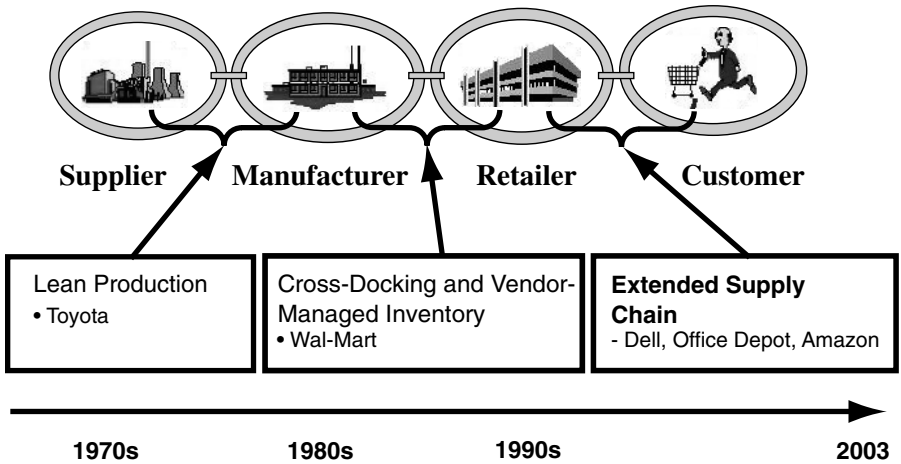 Supplier Manufacturer Retailer Customer
Lean Production
• Toyota
Cross-Docking and Vendor-
Managed Inventory
• Wal-Mart
Extended Supply
Chain
- Dell, Office Depot, Amazon
1970s 1980s 1990s 2003